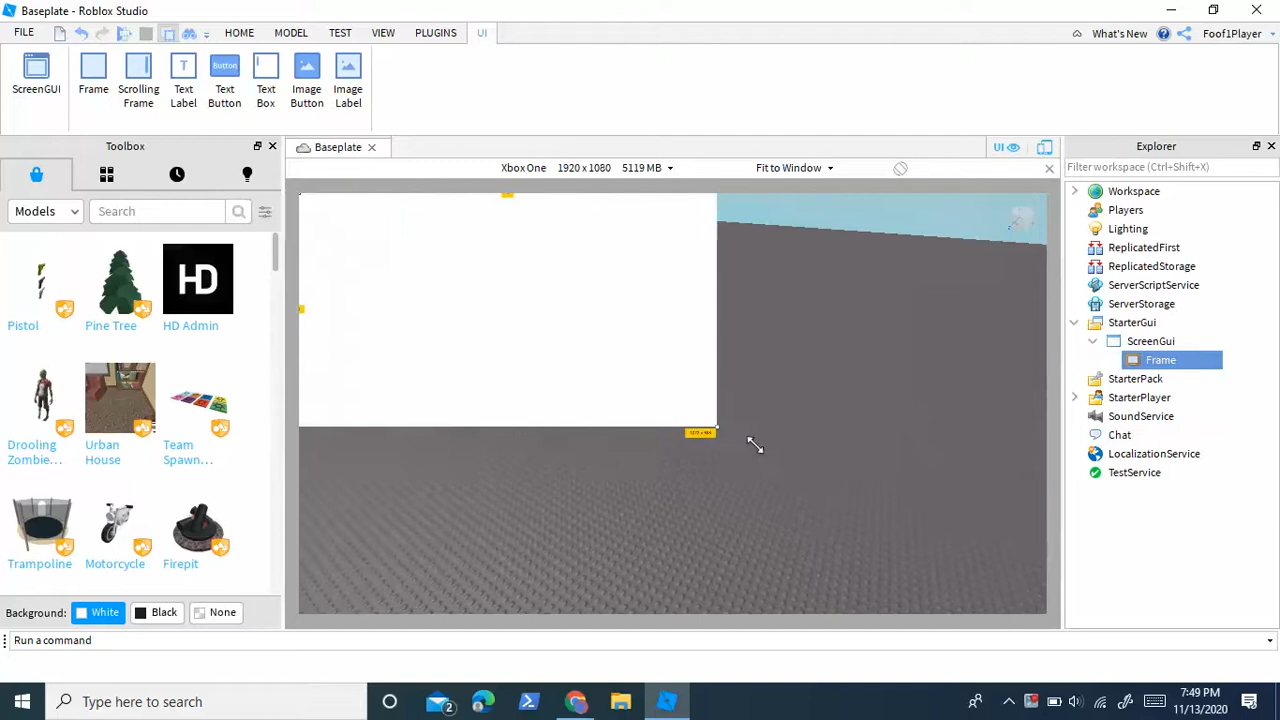 Baseplate - Roblox Studio
FILE HOME MODEL TEST VIEW PLUGINS UI What's New Foof1Player
ScreenGUI Frame Scrolling Frame Text Label Button Text Button Text Box Image Button Image Label
Toolbox
Baseplate
UI
Explorer
Xbox One 1920 x 1080 5119 MB Fit to Window
Filter workspace (Ctrl+Shift+X)
Models Search
Pistol Pine Tree HD HD Admin
Drooling Zombie... Urban House Team Spawn...
Trampoline Motorcycle Firepit
Workspace
Players
Lighting
ReplicatedFirst
ReplicatedStorage
ServerScriptService
ServerStorage
StarterGui
ScreenGui
Frame
StarterPack
StarterPlayer
SoundService
Chat
LocalizationService
TestService
Background: White Black None
Run a command
Type here to search
2
7:49 PM
11/13/2020